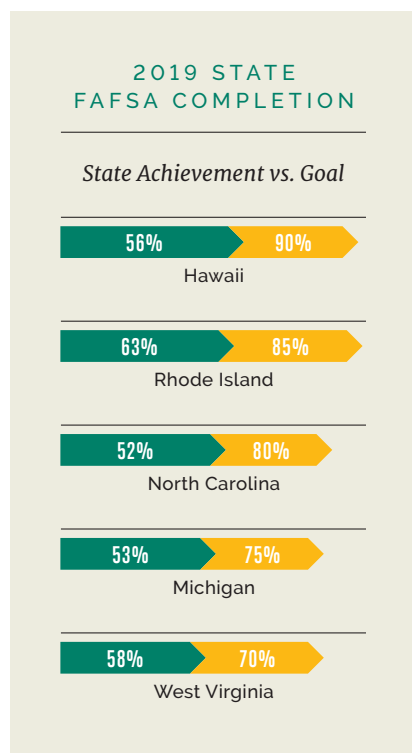 2019 STATE
FAFSA COMPLETION
State Achievement vs. Goal
56% 90%
Hawaii
63% 85%
Rhode Island
52% 80%
North Carolina
53% 75%
Michigan
58% 70%
West Virginia